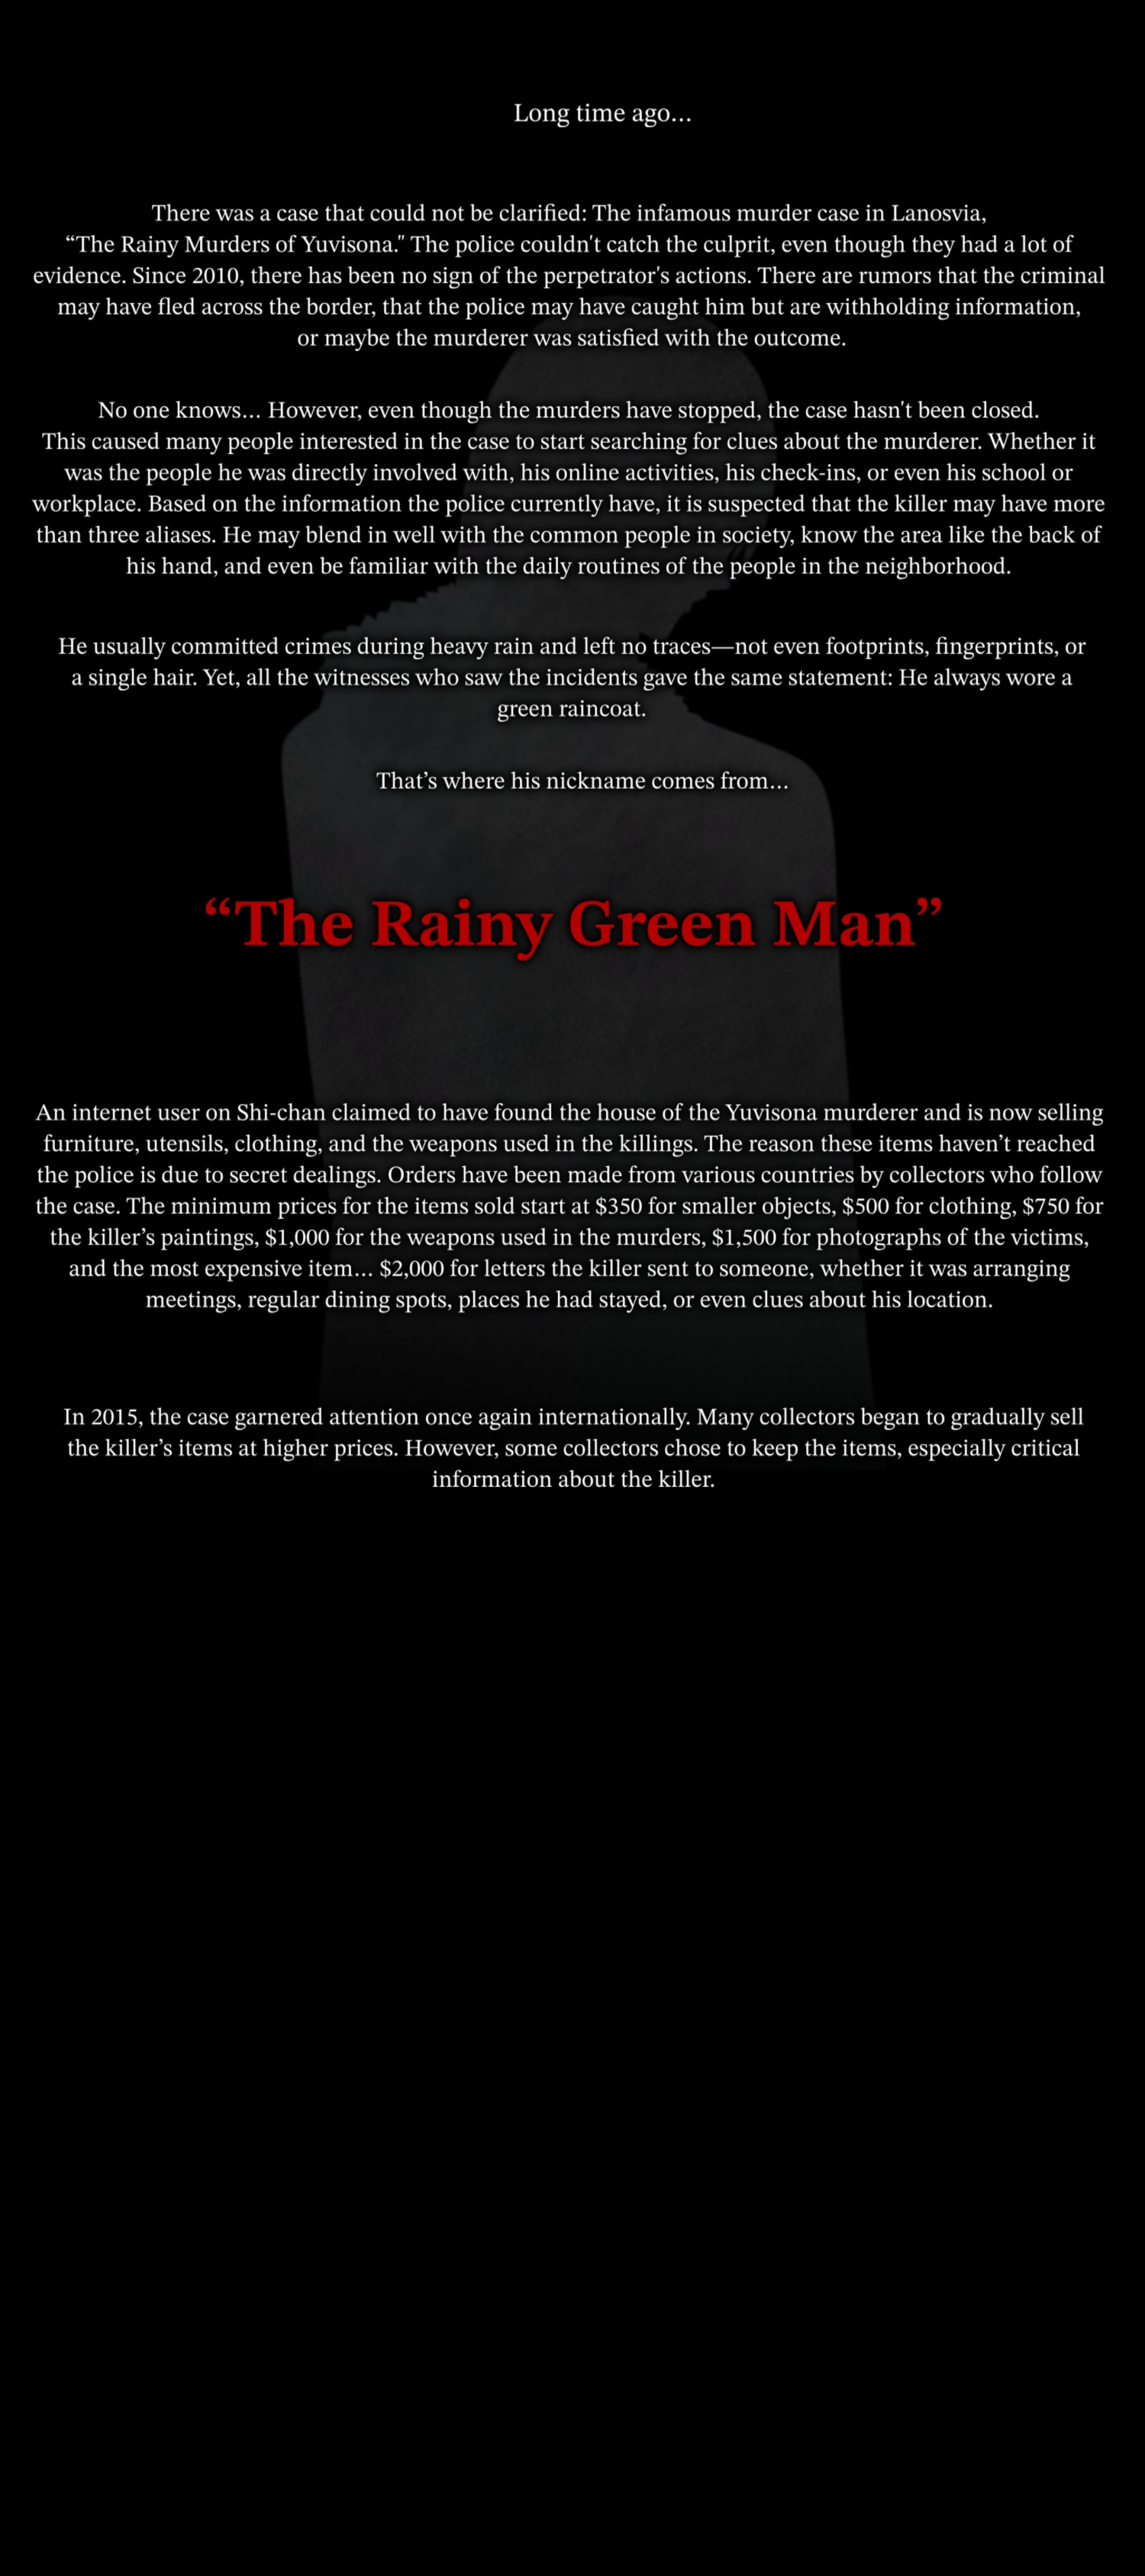 Long time ago...
There was a case that could not be clarified: The infamous murder case in Lanosvia,
“The Rainy Murders of Yuvisona." The police couldn't catch the culprit, even though they had a lot of
evidence. Since 2010, there has been no sign of the perpetrator's actions. There are rumors that the criminal
may have fled across the border, that the police may have caught him but are withholding information,
or maybe the murderer was satisfied with the outcome.
No one knows... However, even though the murders have stopped, the case hasn't been closed.
This caused many people interested in the case to start searching for clues about the murderer. Whether it
was the people he was directly involved with, his online activities, his check-ins, or even his school or
workplace. Based on the information the police currently have, it is suspected that the killer may have more
than three aliases. He may blend in well with the common people in society, know the area like the back of
his hand, and even be familiar with the daily routines of the people in the neighborhood.
He usually committed crimes during heavy rain and left no traces—not even footprints, fingerprints, or
a single hair. Yet, all the witnesses who saw the incidents gave the same statement: He always wore a
green raincoat.
That’s where his nickname comes from...
“The Rainy Green Man”
An internet user on Shi-chan claimed to have found the house of the Yuvisona murderer and is now selling
furniture, utensils, clothing, and the weapons used in the killings. The reason these items haven’t reached
the police is due to secret dealings. Orders have been made from various countries by collectors who follow
the case. The minimum prices for the items sold start at $350 for smaller objects, $500 for clothing, $750 for
the killer’s paintings, $1,000 for the weapons used in the murders, $1,500 for photographs of the victims,
and the most expensive item... $2,000 for letters the killer sent to someone, whether it was arranging
meetings, regular dining spots, places he had stayed, or even clues about his location.
In 2015, the case garnered attention once again internationally. Many collectors began to gradually sell
the killer’s items at higher prices. However, some collectors chose to keep the items, especially critical
information about the killer.